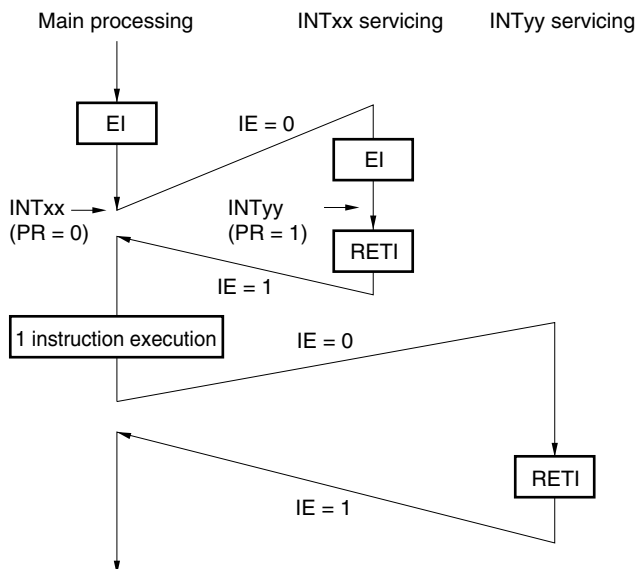 Main processing
INTxx servicing
INTyy servicing
EI
IE = 0
EI
INTxx
(PR = 0)
INTyy
(PR = 1)
RETI
IE = 1
1 instruction execution
IE = 0
RETI
IE = 1